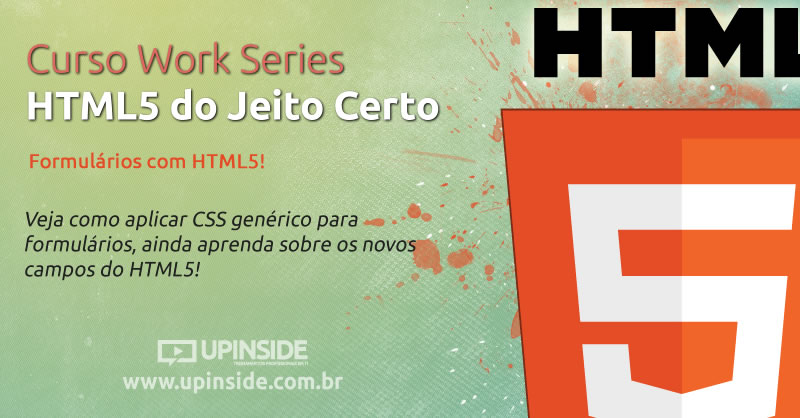 Curso Work Series
HTML5 do Jeito Certo
Formulários com HTML5!
Veja como aplicar CSS genérico para
formulários, ainda aprenda sobre os novos
campos do HTML5!
UPINSIDE
www.upinside.com.br
HTML
5